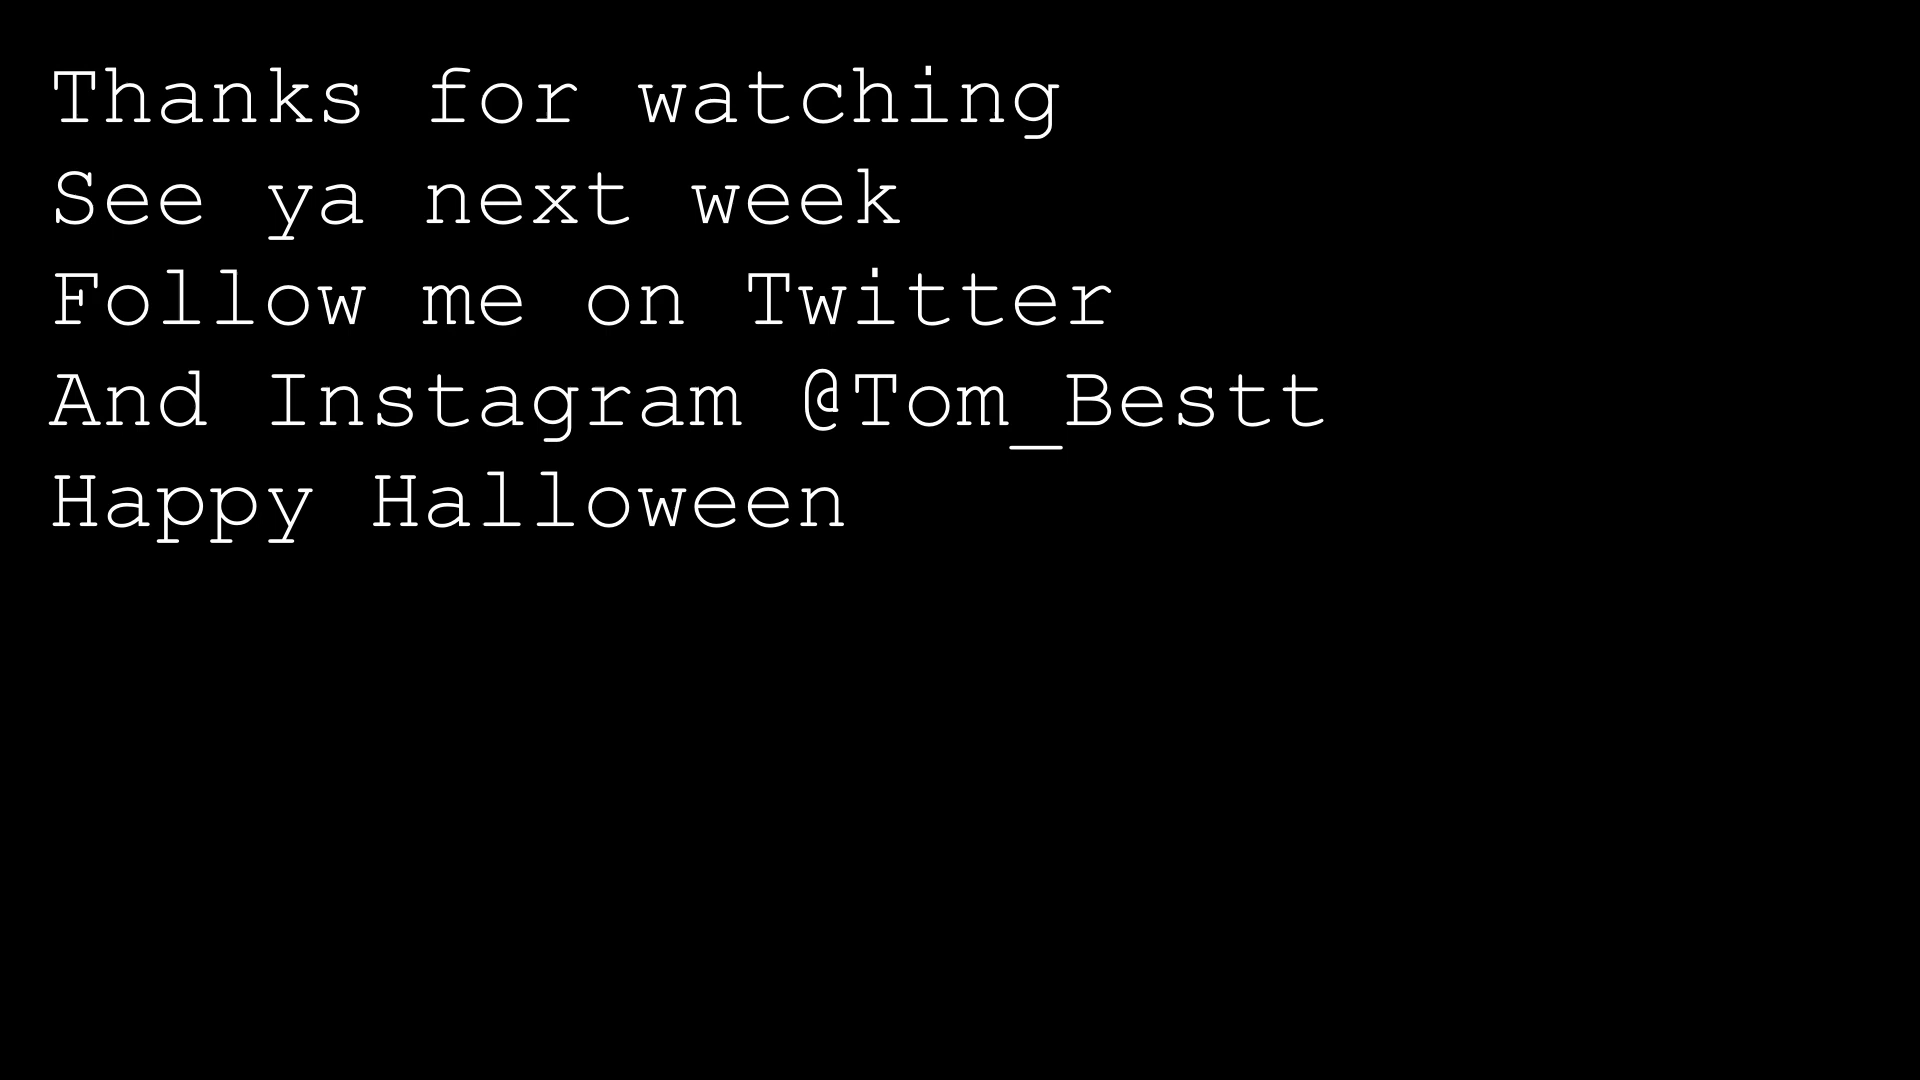 Thanks for watching
See ya next week
Follow me on Twitter
And Instagram @Tom_Bestt
Happy Halloween